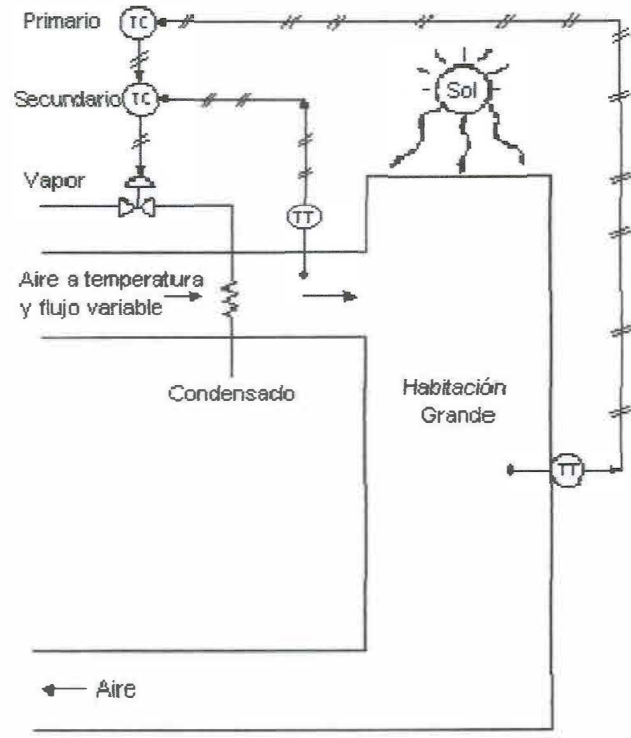 Primario TC
Secundario TC
Sol
Vapor
TT
Aire a temperatura
y flujo variable
Condensado
Habitación
Grande
TT
Aire